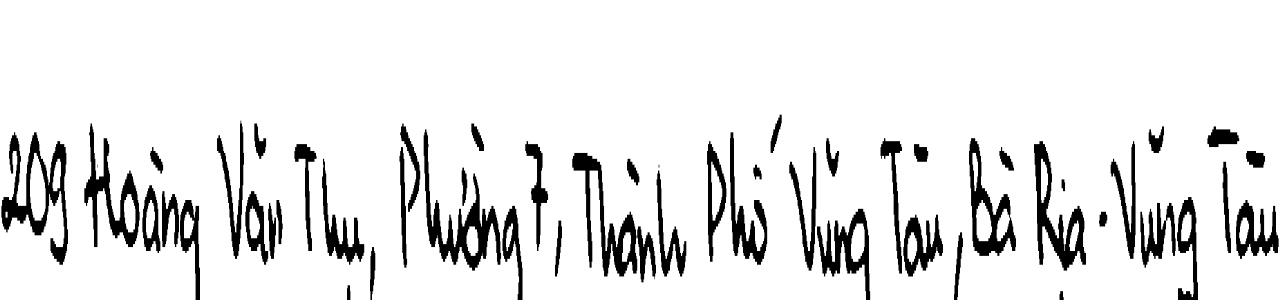 209 Hoàng Văn Thụ, Phường 7, Thành Phố Vũng Tàu, Bà Rịa - Vũng Tàu